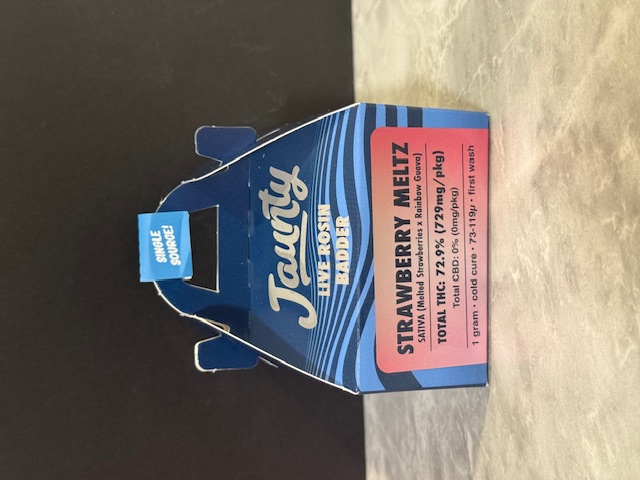 SINGLE
SOURCE!
Jaunty
LIVE ROSIN
BADDER
STRAWBERRY MELTZ
SATIVA (Melted Strawberries x Rainbow Guava)
TOTAL THC: 72.9% (729mg/pkg)
Total CBD: 0% (0mg/pkg)
1 gram · cold cure · 73-119µ · first wash